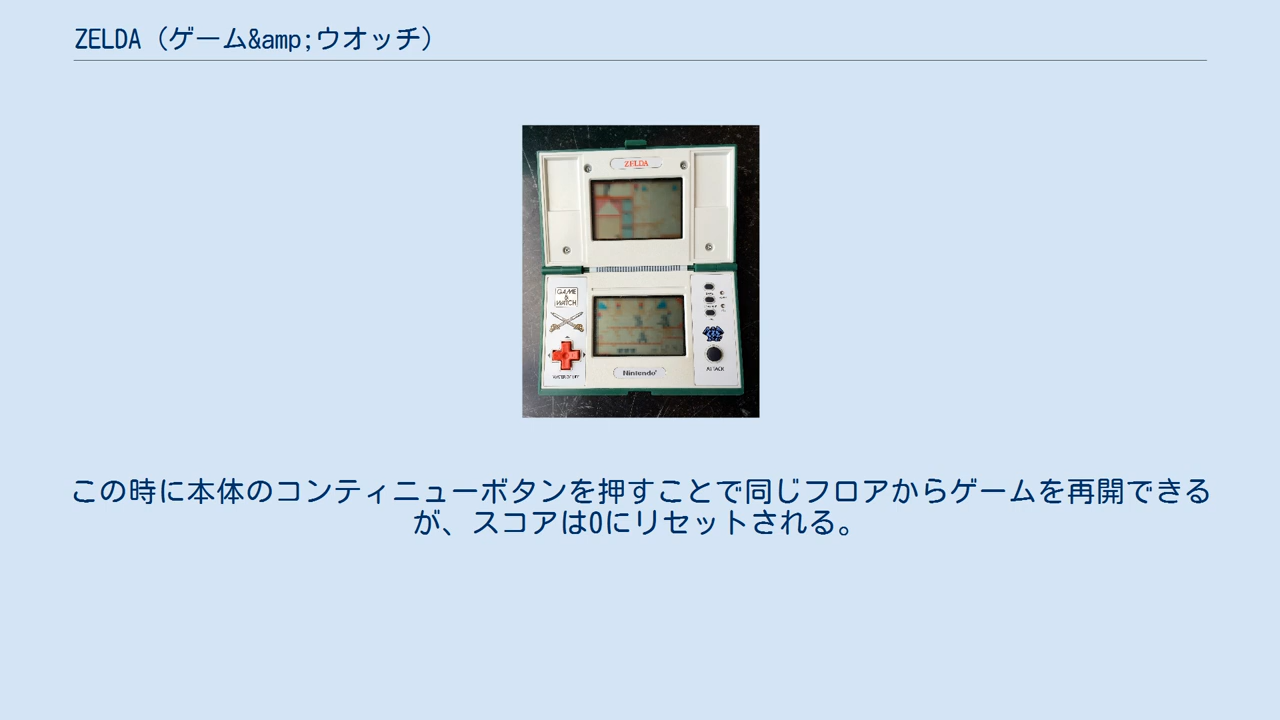 ZELDA（ゲーム&amp;ウオッチ）
ZELDA
GAME
&
WATCH
Nintendo
ATTACK
この時に本体のコンティニューボタンを押すことで同じフロアからゲームを再開できる
が、スコアは0にリセットされる。